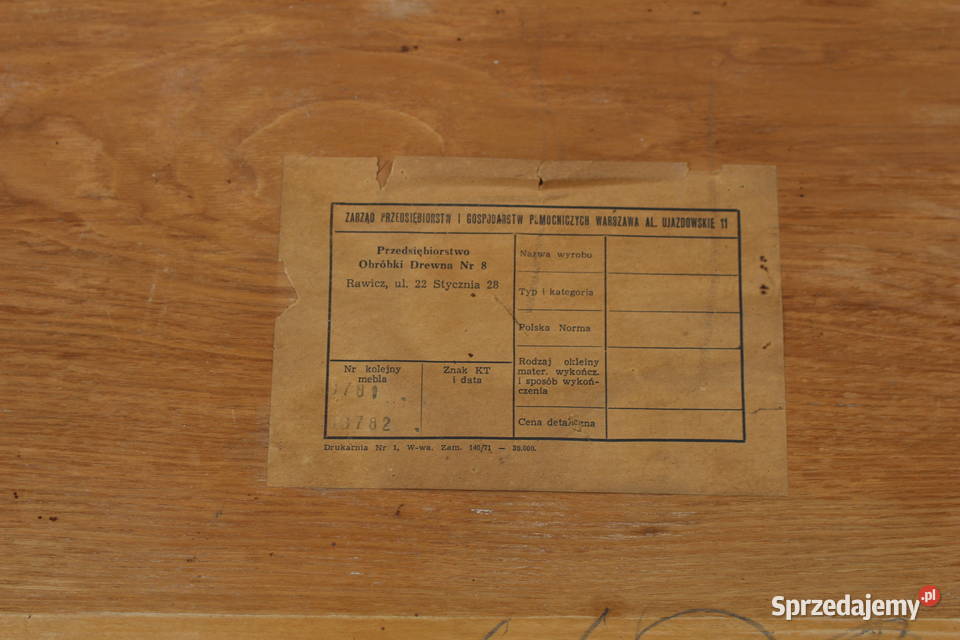 ZARZĄD PRZEDSIĘBIORSTW I GOSPODARSTW POMOCNICZYCH WARSZAWA AL. UJAZDOWSKIE 11
Przedsiębiorstwo
Obróbki Drewna Nr 8
Rawicz, ul. 22 Stycznia 28
Nr kolejny
mebla
3782
Znak KT
i data
Nazwa wyrobu
Typ i kategoria
Polska Norma
Rodzaj okleiny
mater. wykończ.
i sposób wykoń-
czenia
Cena detaliczna
Drukarnia Nr 1, W-wa. Zam. 140/71 — 30.000.
Sprzedajemy.pl